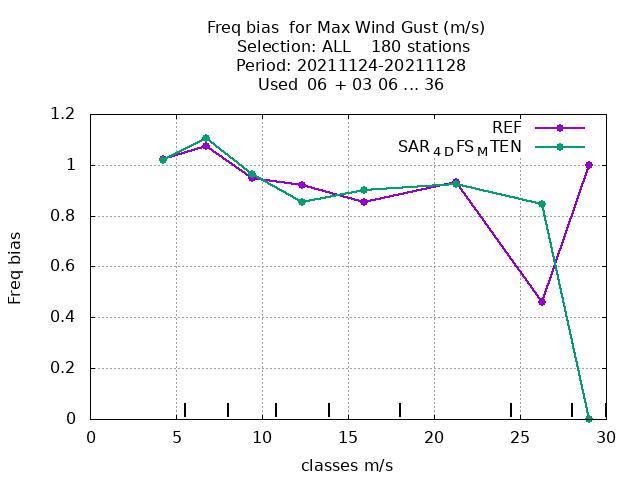 Freq bias  for Max Wind Gust (m/s)
Selection: ALL    180 stations
Period: 20211124-20211128
Used  06 + 03 06 ... 36
REF
SAR4DFSMTEN
1.2
1
0.8
0.6
0.4
0.2
0
Freq bias
0 5 10 15 20 25 30
classes m/s